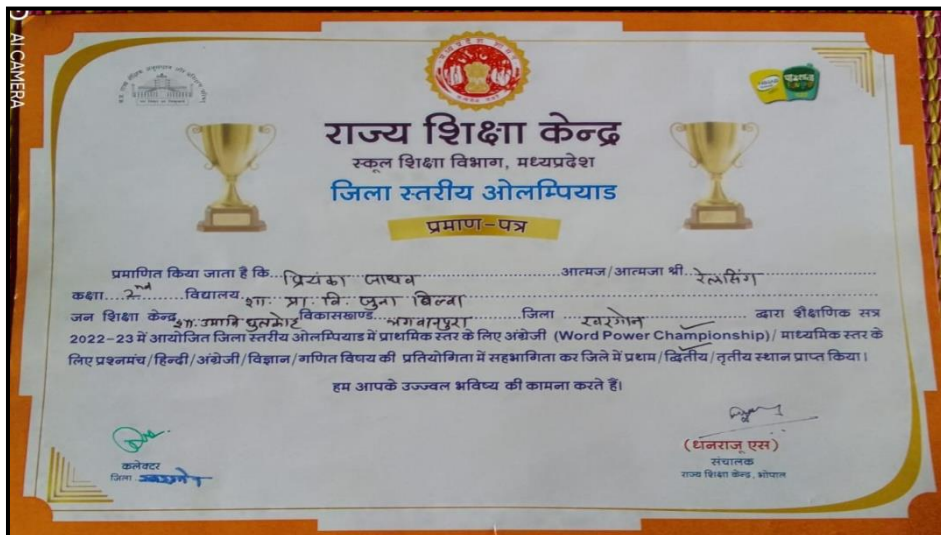 AI CAMERA
राज्य शिक्षा केन्द्र
स्कूल शिक्षा विभाग, मध्यप्रदेश
जिला स्तरीय ओलम्पियाड
प्रमाण-पत्र
प्रमाणित किया जाता है कि... प्रियंका जाधव ...आत्मज/आत्मजा श्री. रेलसिंग
कक्षा...2nd...विद्यालय. शा. प्रा. वि. जुना बिल्वा
जन शिक्षा केन्द्र. शा. उमावि विकासखण्ड. भगवानपुरा जिला खरगोन द्वारा शैक्षणिक सत्र
2022-23 में आयोजित जिला स्तरीय ओलम्पियाड में प्राथमिक स्तर के लिए अंग्रेजी (Word Power Championship)/ माध्यमिक स्तर के
लिए प्रश्नमंच/हिन्दी/अंग्रेजी/विज्ञान/गणित विषय की प्रतियोगिता में सहभागिता कर जिले में प्रथम/द्वितीय/तृतीय स्थान प्राप्त किया।
हम आपके उज्ज्वल भविष्य की कामना करते हैं।
(धनराजू एस)
कलेक्टर
संचालक
जिला
राज्य शिक्षा केन्द्र, भोपाल